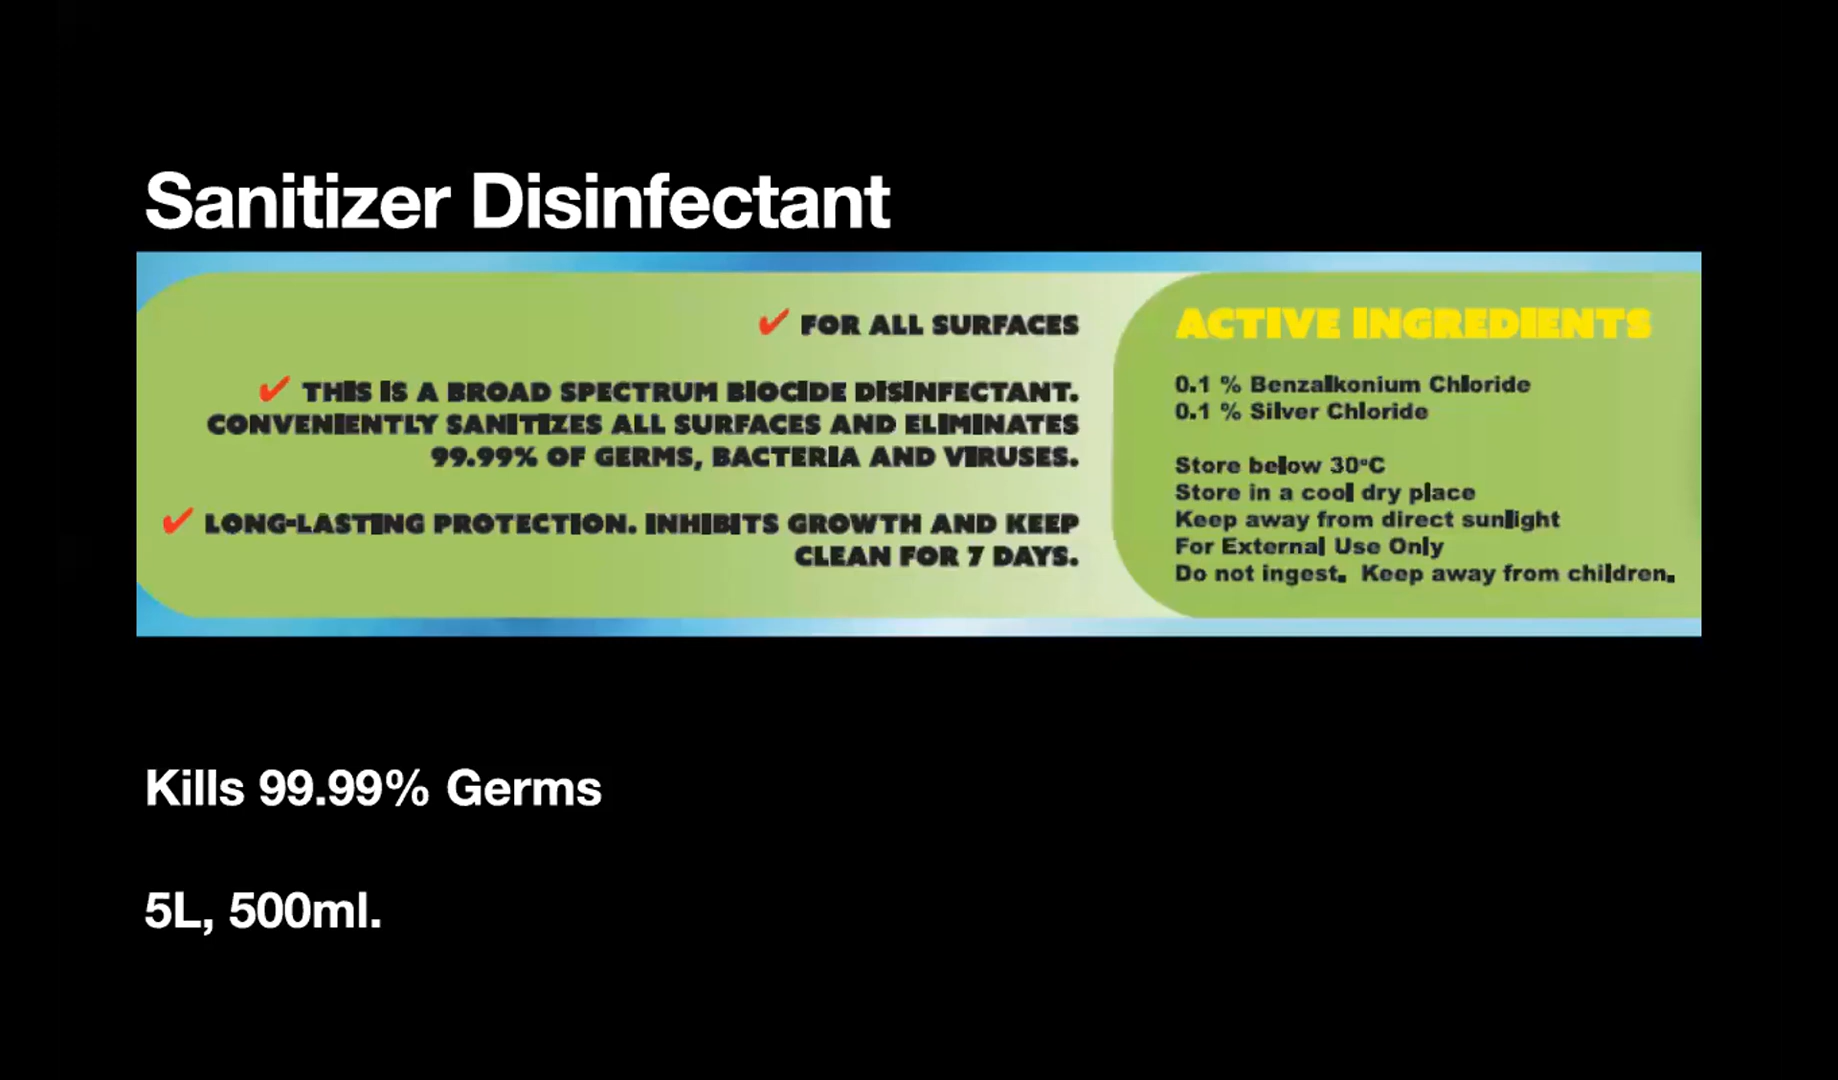 Sanitizer Disinfectant
✔ FOR ALL SURFACES
✔ THIS IS A BROAD SPECTRUM BIOCIDE DISINFECTANT.
CONVENIENTLY SANITIZES ALL SURFACES AND ELIMINATES
99.99% OF GERMS, BACTERIA AND VIRUSES.
✔ LONG-LASTING PROTECTION. INHIBITS GROWTH AND KEEP
CLEAN FOR 7 DAYS.
ACTIVE INGREDIENTS
0.1 % Benzalkonium Chloride
0.1 % Silver Chloride
Store below 30°C
Store in a cool dry place
Keep away from direct sunlight
For External Use Only
Do not ingest. Keep away from children.
Kills 99.99% Germs
5L, 500ml.